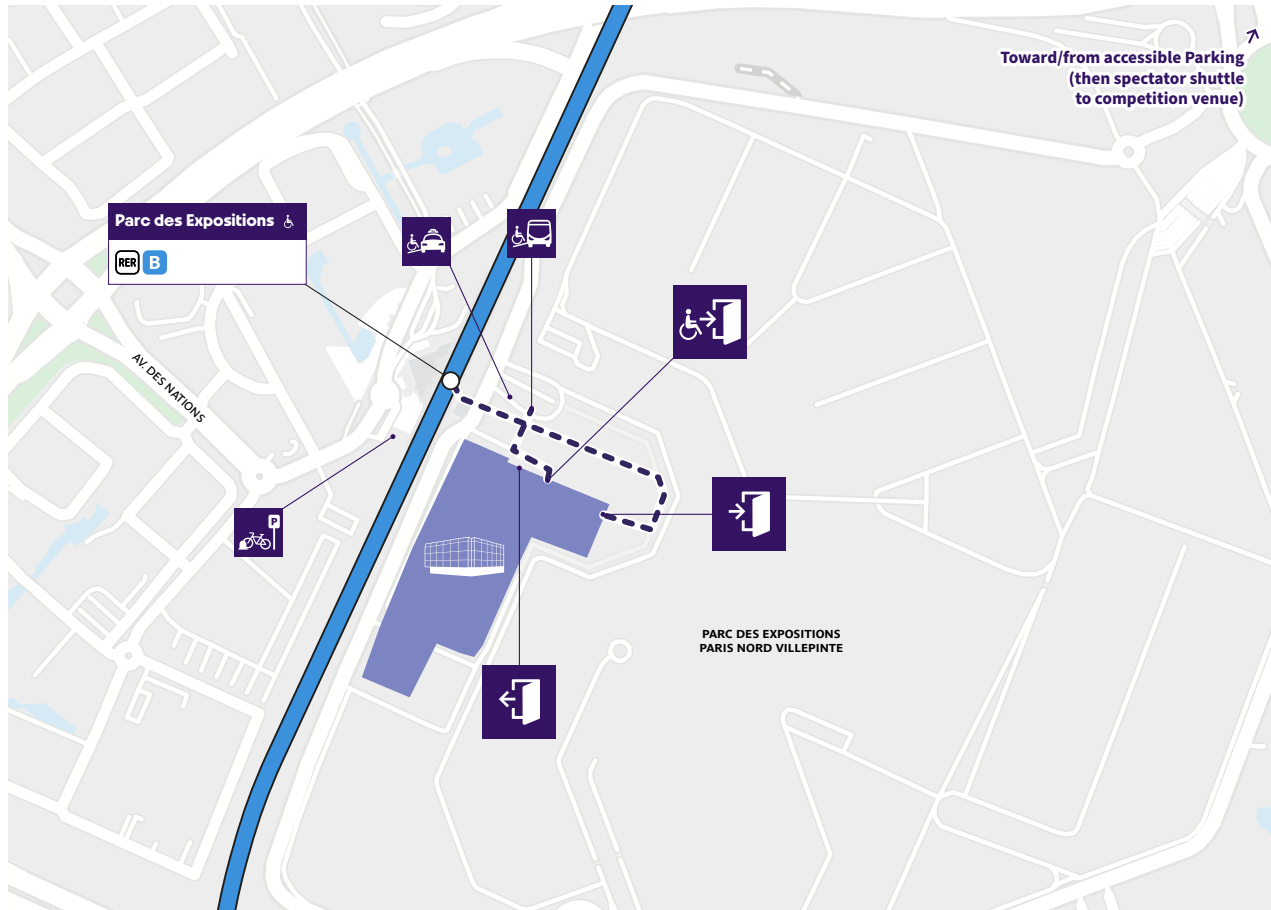 Toward/from accessible Parking
(then spectator shuttle
to competition venue)
Parc des Expositions
RER B
AV. DES NATIONS
P
PARC DES EXPOSITIONS
PARIS NORD VILLEPINTE